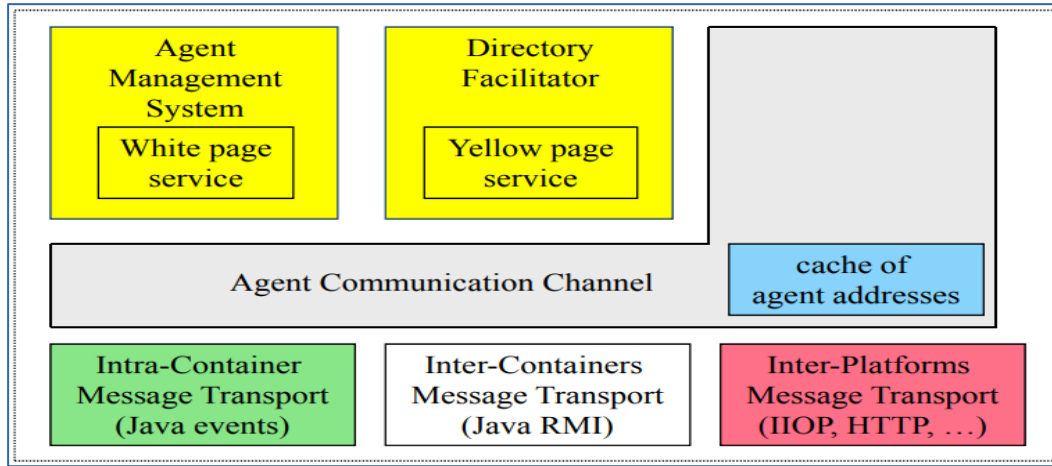 Agent
Management
System
White page
service
Directory
Facilitator
Yellow page
service
Agent Communication Channel
cache of
agent addresses
Intra-Container
Message Transport
(Java events)
Inter-Containers
Message Transport
(Java RMI)
Inter-Platforms
Message Transport
(IIOP, HTTP, …)